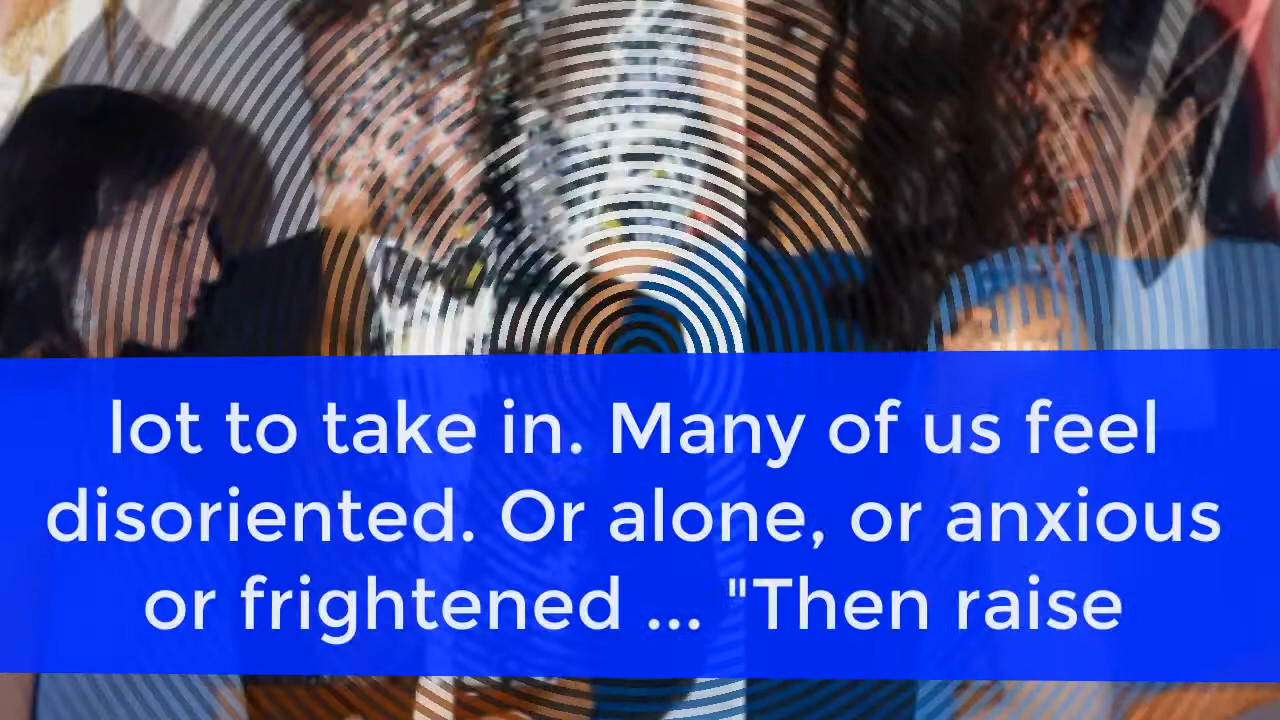 lot to take in. Many of us feel
disoriented. Or alone, or anxious
or frightened ... "Then raise